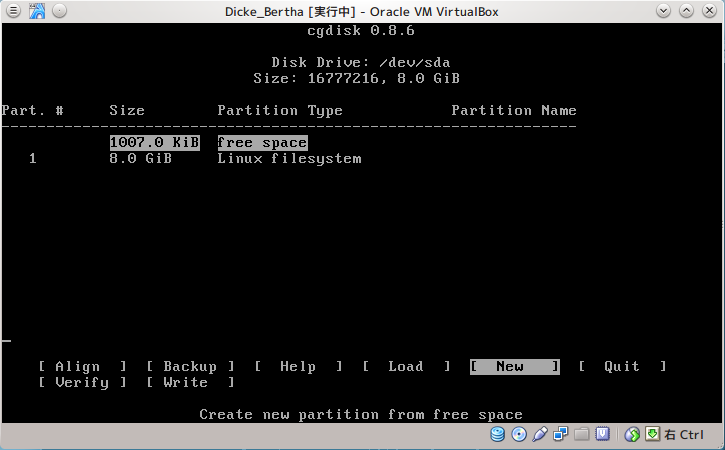 Dicke_Bertha [実行中] - Oracle VM VirtualBox
cgdisk 0.8.6
Disk Drive: /dev/sda
Size: 16777216, 8.0 GiB
Part. # Size Partition Type Partition Name
----------------------------------------------------------------
1007.0 KiB free space
1 8.0 GiB Linux filesystem
[ Align ] [ Backup ] [ Help ] [ Load ] [ New ] [ Quit ]
[ Verify ] [ Write ]
Create new partition from free space
右 Ctrl